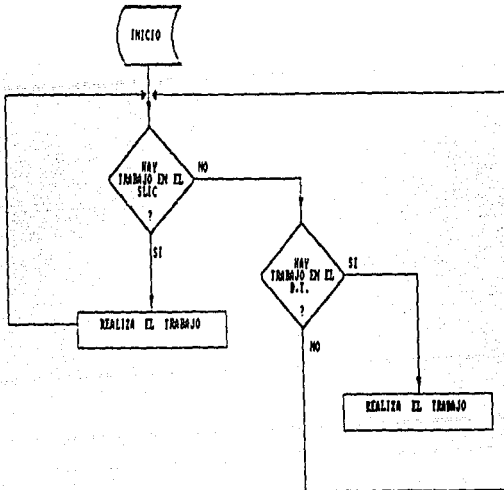 INICIO
HAY
TRABAJO EN EL
SLIC
?
NO
SI
REALIZA EL TRABAJO
HAY
TRABAJO EN EL
D.T.
?
SI
NO
REALIZA EL TRABAJO